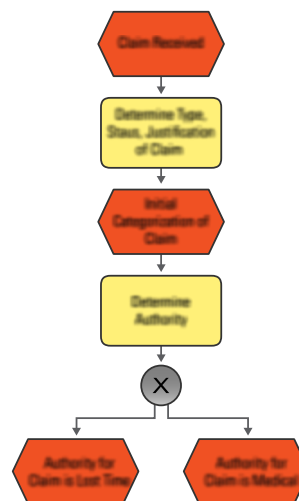 Claim Received
Determine Type,
Staus, Justification
of Claim
Initial
Categorization of
Claim
Determine
Authority
X
Authority for
Claim is Lost Time
Authority for
Claim is Medical